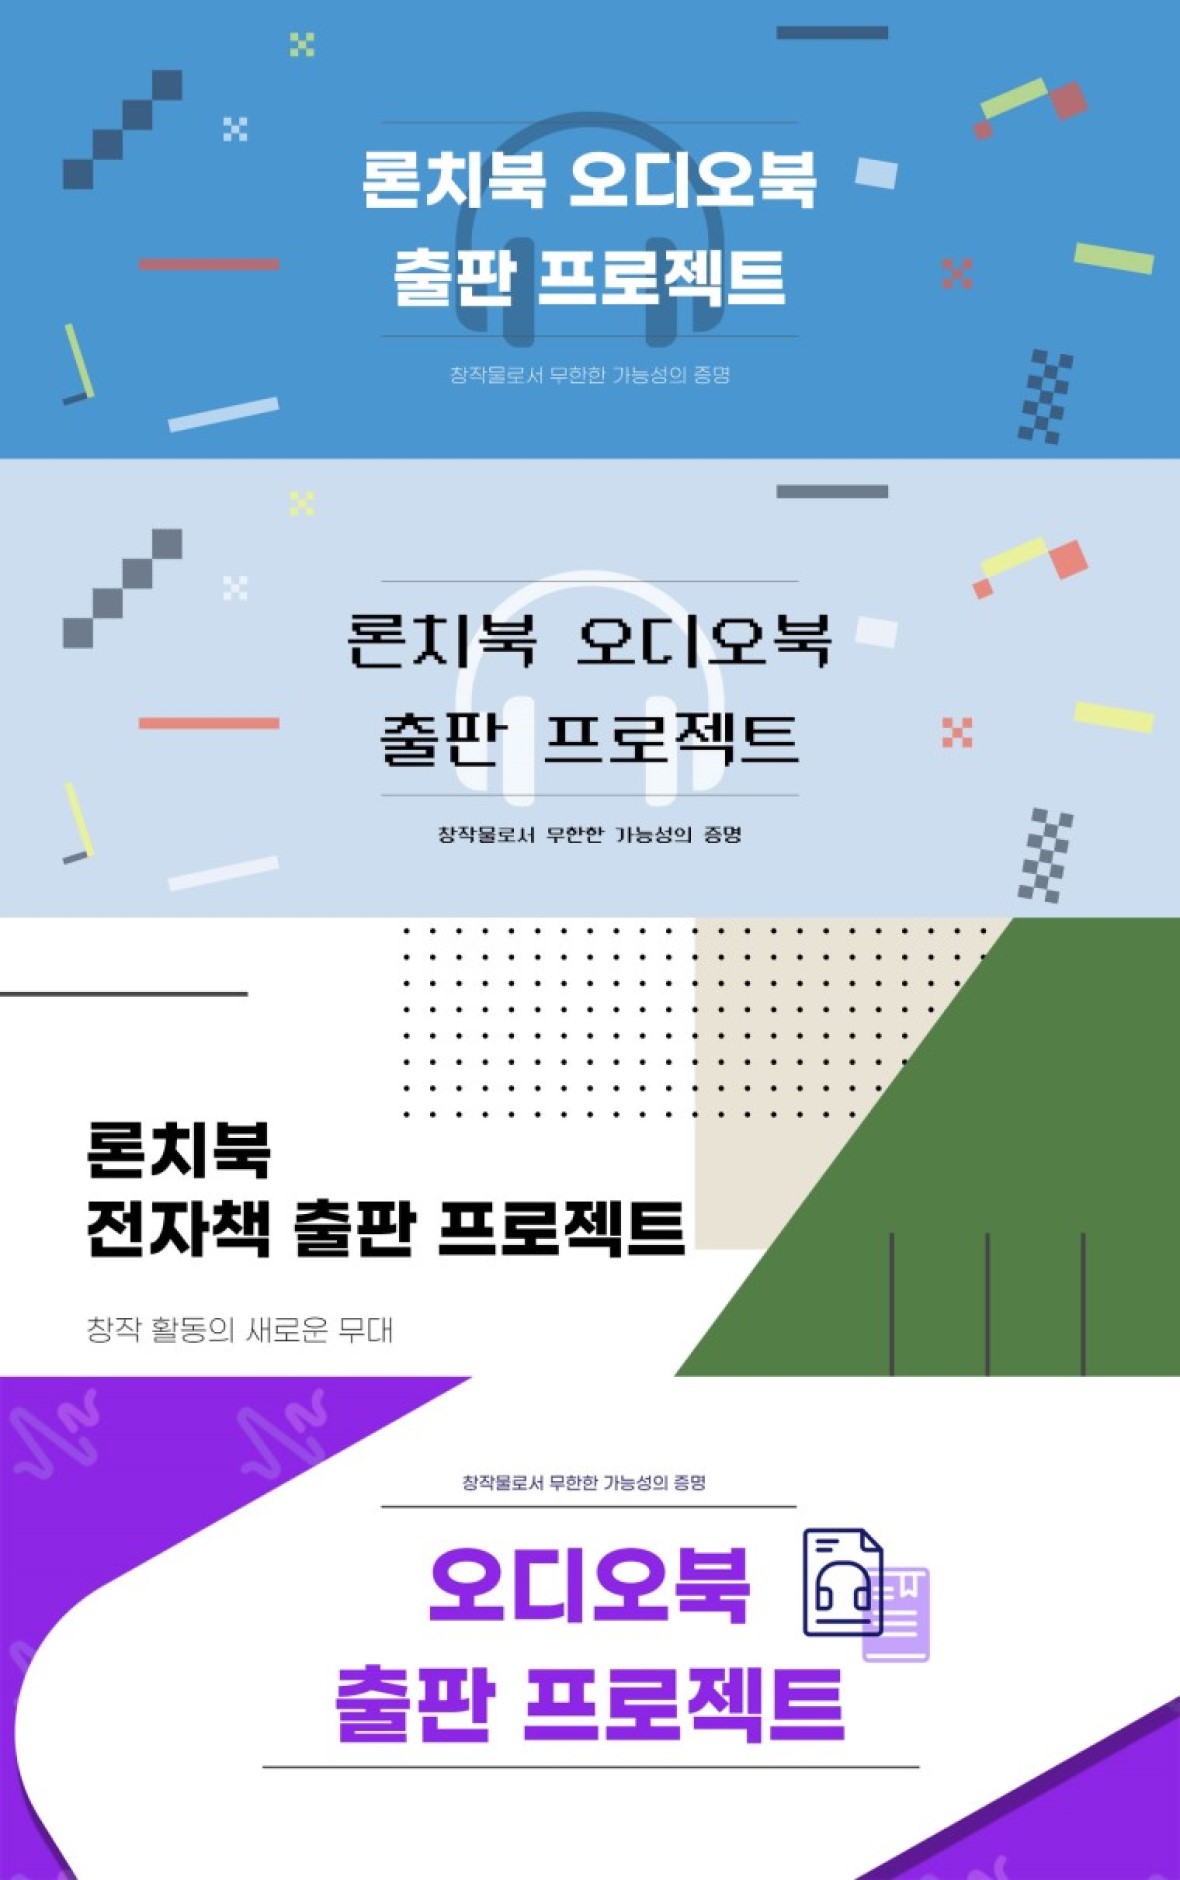 론치북 오디오북
출판 프로젝트
창작물로서 무한한 가능성의 증명
론치북 오디오북
출판 프로젝트
창작물로서 무한한 가능성의 증명
론치북
전자책 출판 프로젝트
창작 활동의 새로운 무대
창작물로서 무한한 가능성의 증명
오디오북
출판 프로젝트